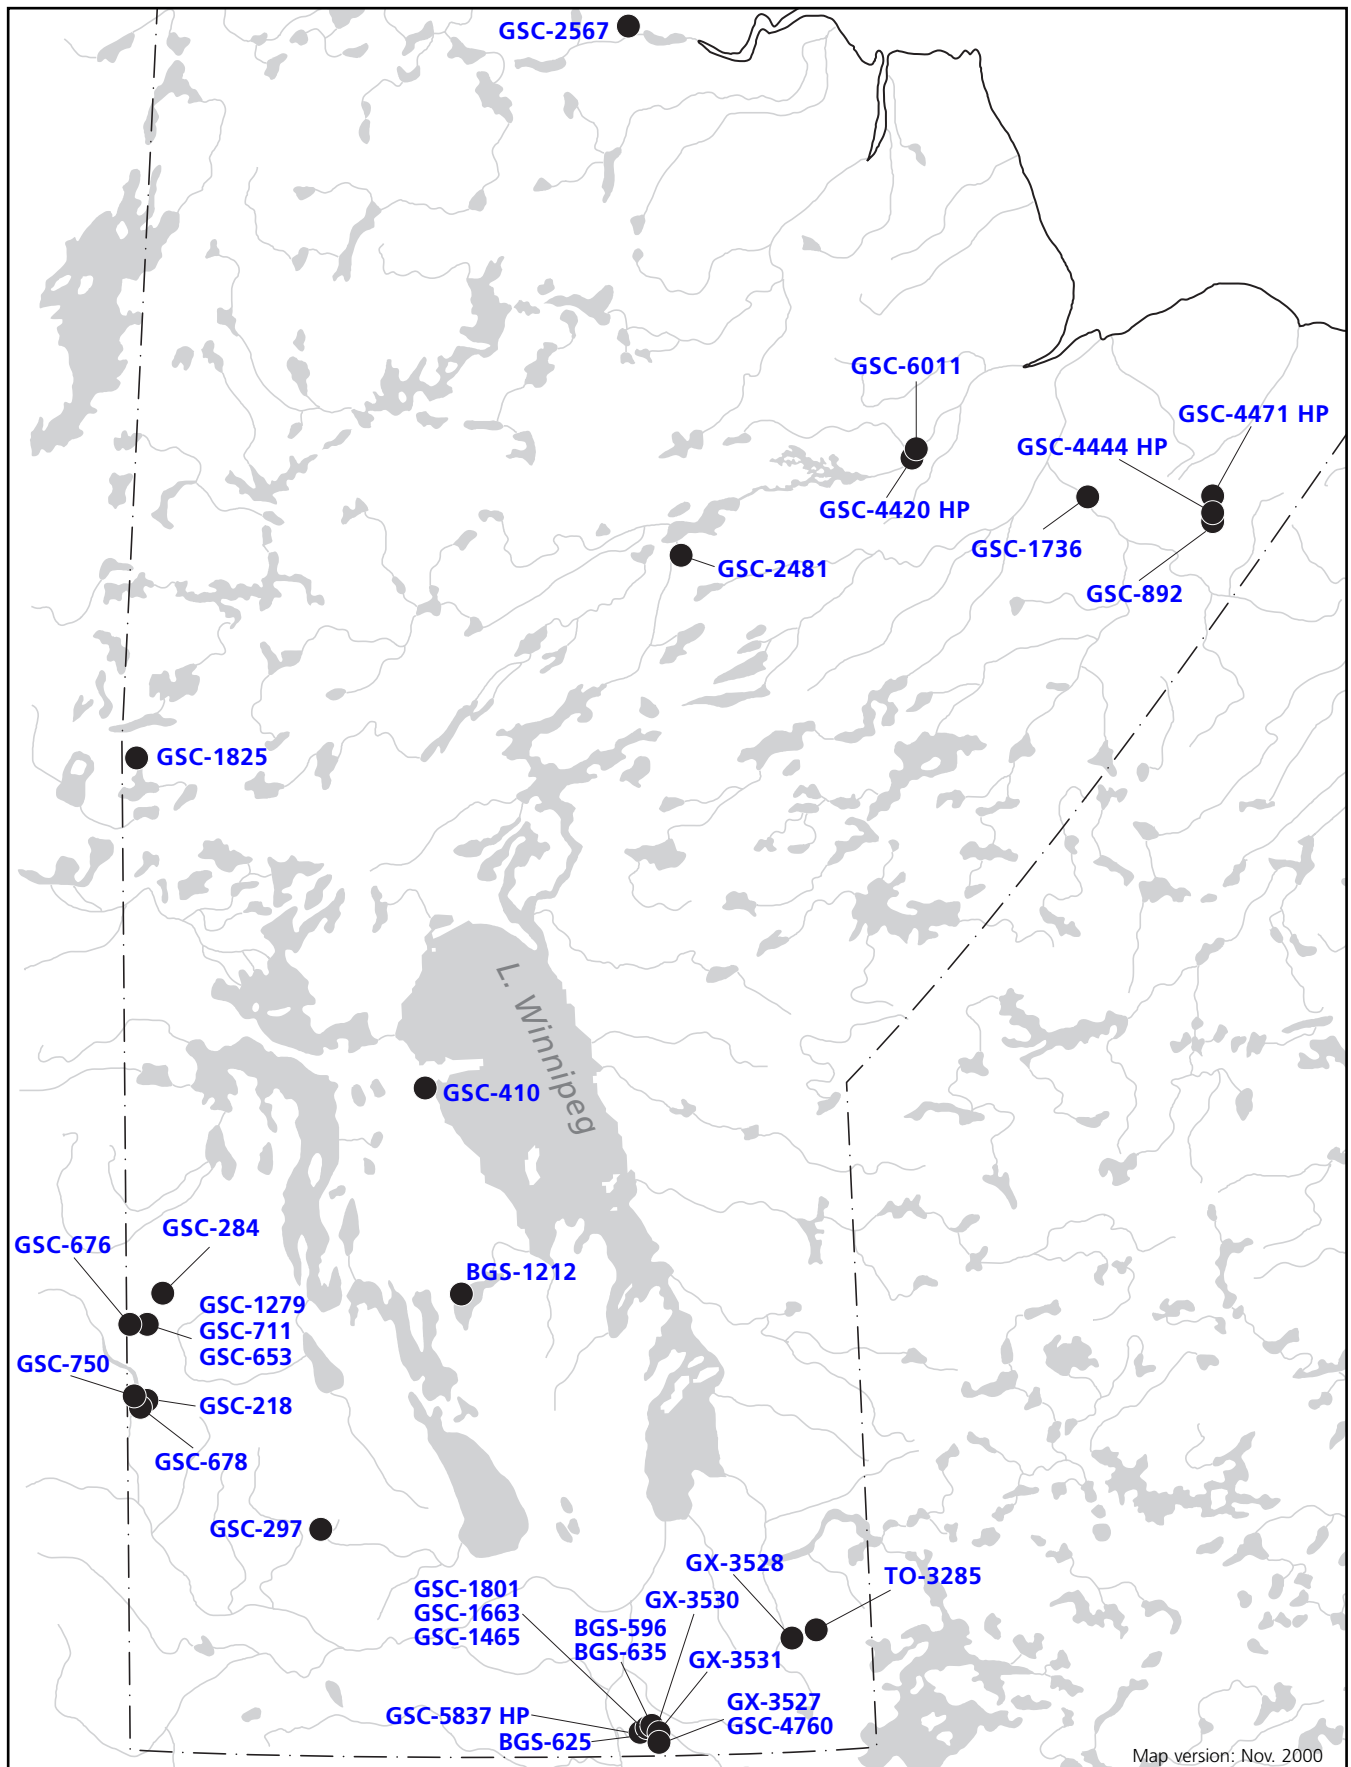 GSC-2567
GSC-6011
GSC-4471 HP
GSC-4444 HP
GSC-4420 HP
GSC-1736
GSC-2481
GSC-892
GSC-1825
L. Winnipeg
GSC-410
GSC-284
GSC-676
BGS-1212
GSC-1279
GSC-711
GSC-653
GSC-750
GSC-218
GSC-678
GSC-297
GX-3528
TO-3285
GSC-1801
GSC-1663
GSC-1465
GX-3530
BGS-596
BGS-635
GX-3531
GX-3527
GSC-4760
GSC-5837 HP
BGS-625
Map version: Nov. 2000